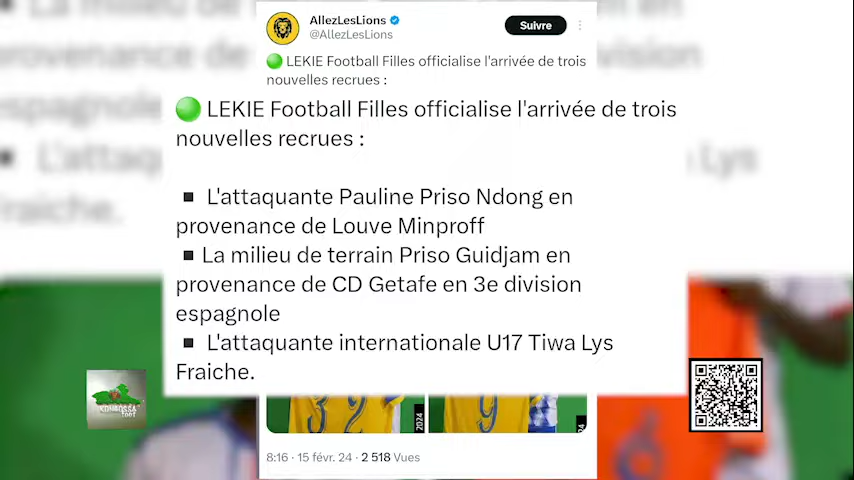 AllezLesLions
@AllezLesLions
Suivre
LEKIE Football Filles officialise l'arrivée de trois
nouvelles recrues :
LEKIE Football Filles officialise l'arrivée de trois
nouvelles recrues :
▪ L'attaquante Pauline Priso Ndong en
provenance de Louve Minproff
▪ La milieu de terrain Priso Guidjam en
provenance de CD Getafe en 3e division
espagnole
▪ L'attaquante internationale U17 Tiwa Lys
Fraiche.
2024
24
8:16 · 15 févr. 24 · 2 518 Vues